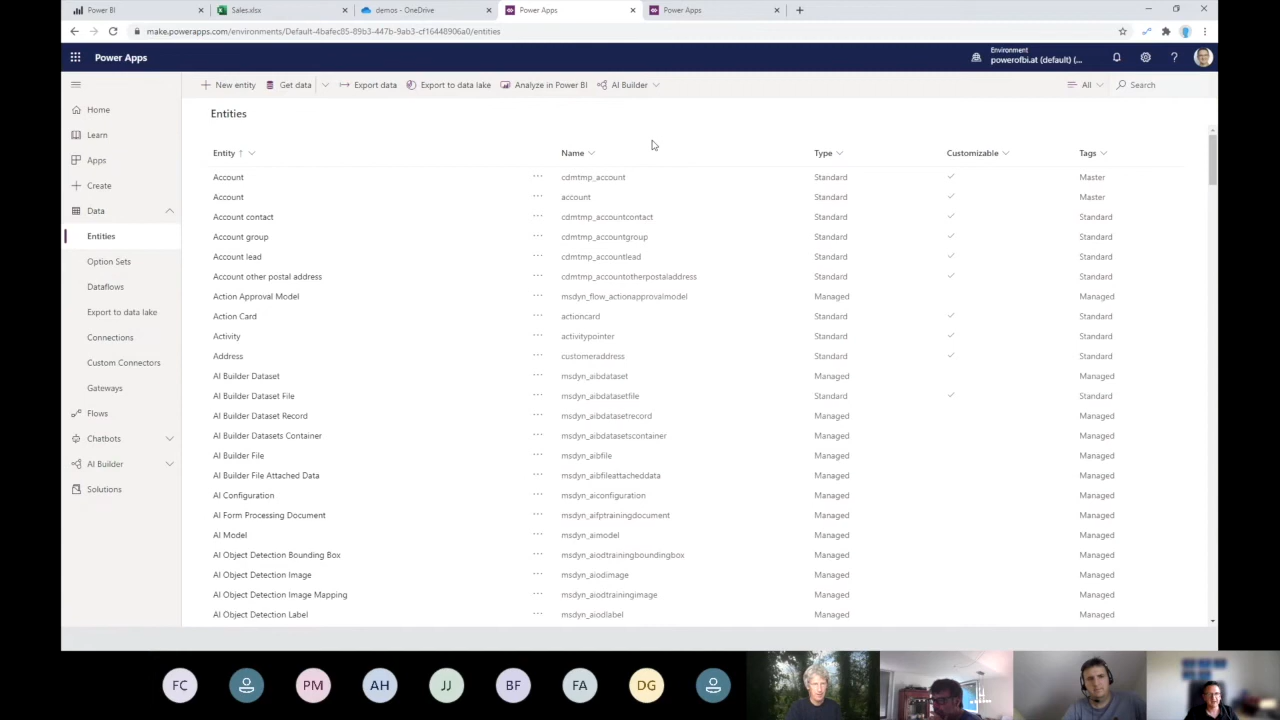 Power BI
Sales.xlsx
demos - OneDrive
Power Apps
Power Apps
make.powerapps.com/environments/Default-4bafec85-89b3-447b-9ab3-cf16448906a0/entities
Power Apps
Environment
powerofbi.at (default) (...
New entity
Get data
Export data
Export to data lake
Analyze in Power BI
AI Builder
All
Search
Home
Learn
Apps
Create
Data
Entities
Option Sets
Dataflows
Export to data lake
Connections
Custom Connectors
Gateways
Flows
Chatbots
AI Builder
Solutions
Entities
Entity ↑ Name Type Customizable Tags
Account ··· cdmtmp_account Standard ✓ Master
Account ··· account Standard ✓ Master
Account contact ··· cdmtmp_accountcontact Standard ✓ Standard
Account group ··· cdmtmp_accountgroup Standard ✓ Standard
Account lead ··· cdmtmp_accountlead Standard ✓ Standard
Account other postal address ··· cdmtmp_accountotherpostaladdress Standard ✓ Standard
Action Approval Model ··· msdyn_flow_actionapprovalmodel Managed Managed
Action Card ··· actioncard Standard ✓ Standard
Activity ··· activitypointer Standard ✓ Standard
Address ··· customeraddress Standard ✓ Standard
AI Builder Dataset ··· msdyn_aibdataset Managed Managed
AI Builder Dataset File ··· msdyn_aibdatasetfile Standard ✓ Standard
AI Builder Dataset Record ··· msdyn_aibdatasetrecord Managed Managed
AI Builder Datasets Container ··· msdyn_aibdatasetscontainer Managed Managed
AI Builder File ··· msdyn_aibfile Managed Managed
AI Builder File Attached Data ··· msdyn_aibfileattacheddata Managed Managed
AI Configuration ··· msdyn_aiconfiguration Managed Managed
AI Form Processing Document ··· msdyn_aifptrainingdocument Managed Managed
AI Model ··· msdyn_aimodel Managed Managed
AI Object Detection Bounding Box ··· msdyn_aiodtrainingboundingbox Managed Managed
AI Object Detection Image ··· msdyn_aiodimage Managed Managed
AI Object Detection Image Mapping ··· msdyn_aiodtrainingimage Managed Managed
AI Object Detection Label ··· msdyn_aiodlabel Managed Managed
FC PM AH JJ BF FA DG